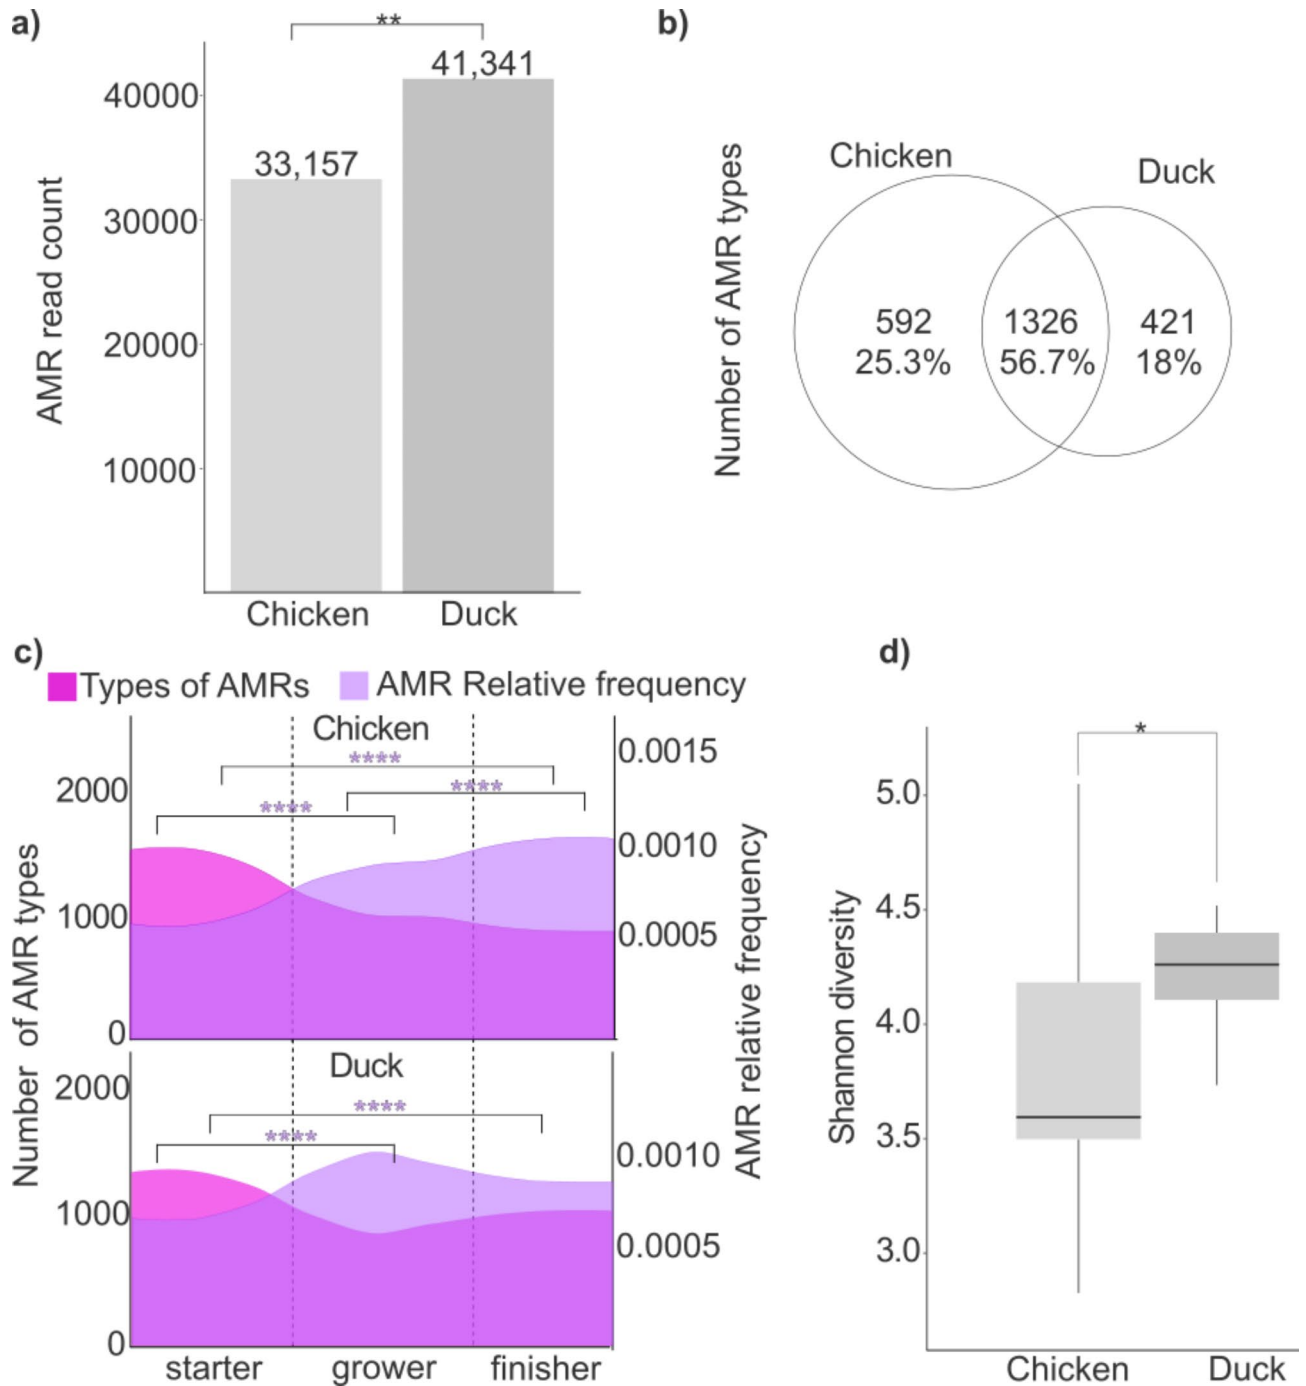 a)
**
41,341
33,157
40000
30000
20000
10000
AMR read count
Chicken
Duck
b)
Number of AMR types
Chicken
Duck
592
25.3%
1326
56.7%
421
18%
c)
Types of AMRs
AMR Relative frequency
Chicken
****
****
****
2000
1000
0
0.0015
0.0010
0.0005
Duck
****
****
2000
1000
0
0.0010
0.0005
Number of AMR types
AMR relative frequency
starter
grower
finisher
d)
*
5.0
4.5
4.0
3.5
3.0
Shannon diversity
Chicken
Duck